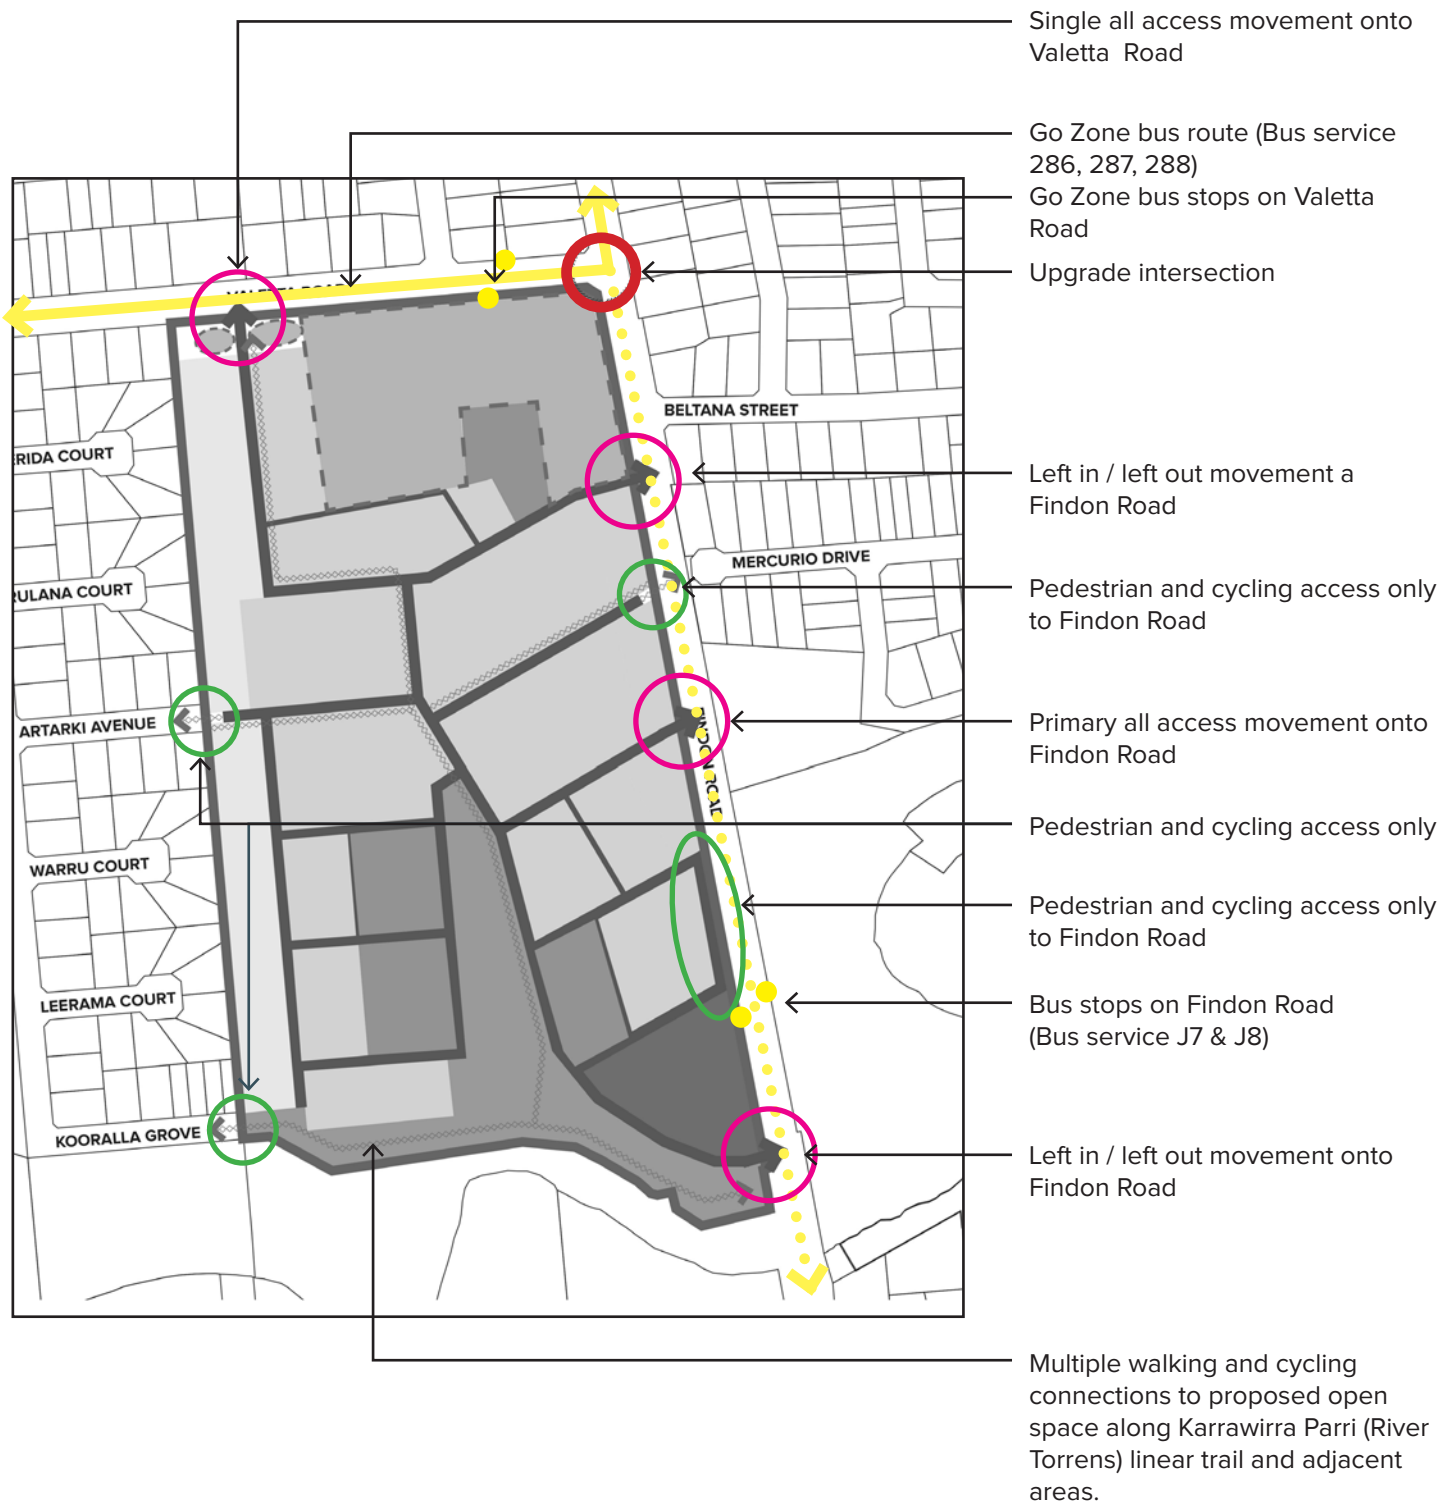 Single all access movement onto
Valetta Road
Go Zone bus route (Bus service
286, 287, 288)
Go Zone bus stops on Valetta
Road
Upgrade intersection
BELTANA STREET
RIDA COURT
Left in / left out movement a
Findon Road
MERCURIO DRIVE
ULANA COURT
Pedestrian and cycling access only
to Findon Road
ARTARKI AVENUE
FINDON ROAD
Primary all access movement onto
Findon Road
Pedestrian and cycling access only
WARRU COURT
Pedestrian and cycling access only
to Findon Road
LEERAMA COURT
Bus stops on Findon Road
(Bus service J7 & J8)
KOORALLA GROVE
Left in / left out movement onto
Findon Road
Multiple walking and cycling
connections to proposed open
space along Karrawirra Parri (River
Torrens) linear trail and adjacent
areas.